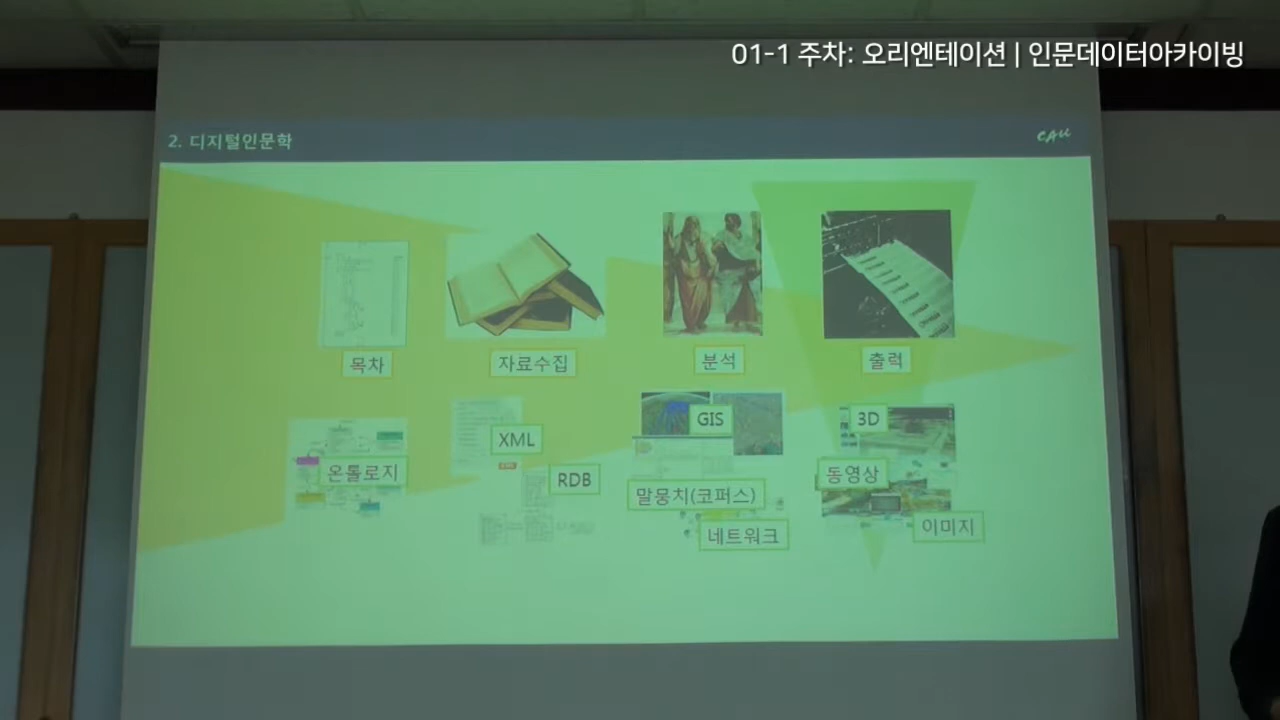 01-1 주차: 오리엔테이션 | 인문데이터아카이빙
2. 디지털인문학
CAU
목차
자료수집
분석
출력
온톨로지
XML
RDB
GIS
말뭉치(코퍼스)
네트워크
3D
동영상
이미지